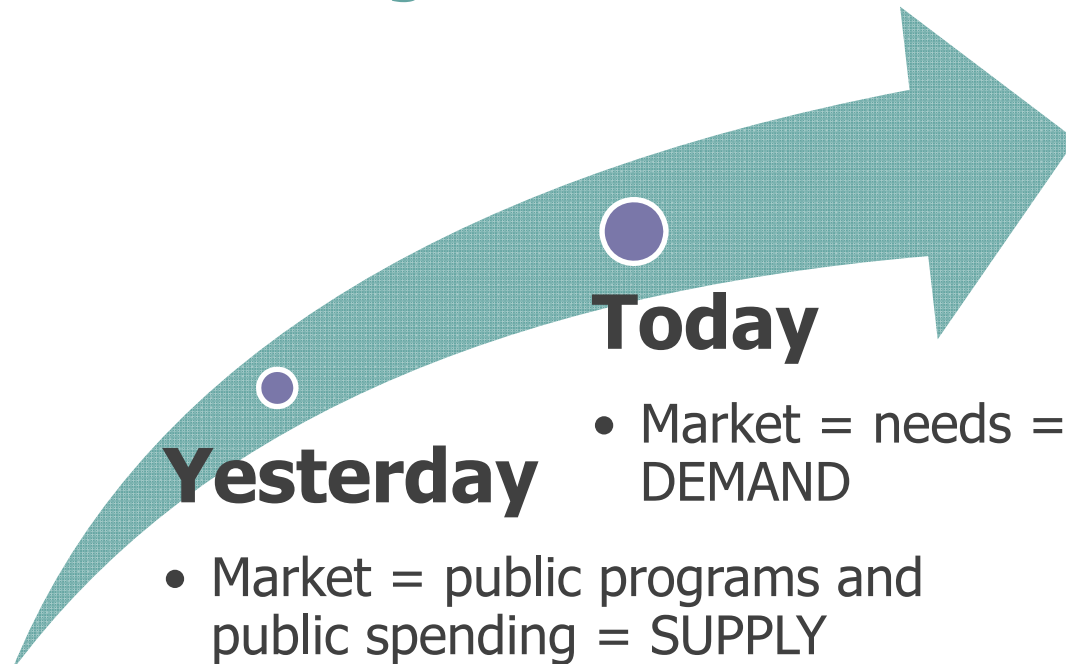 Yesterday
• Market = public programs and
public spending = SUPPLY
Today
• Market = needs =
DEMAND